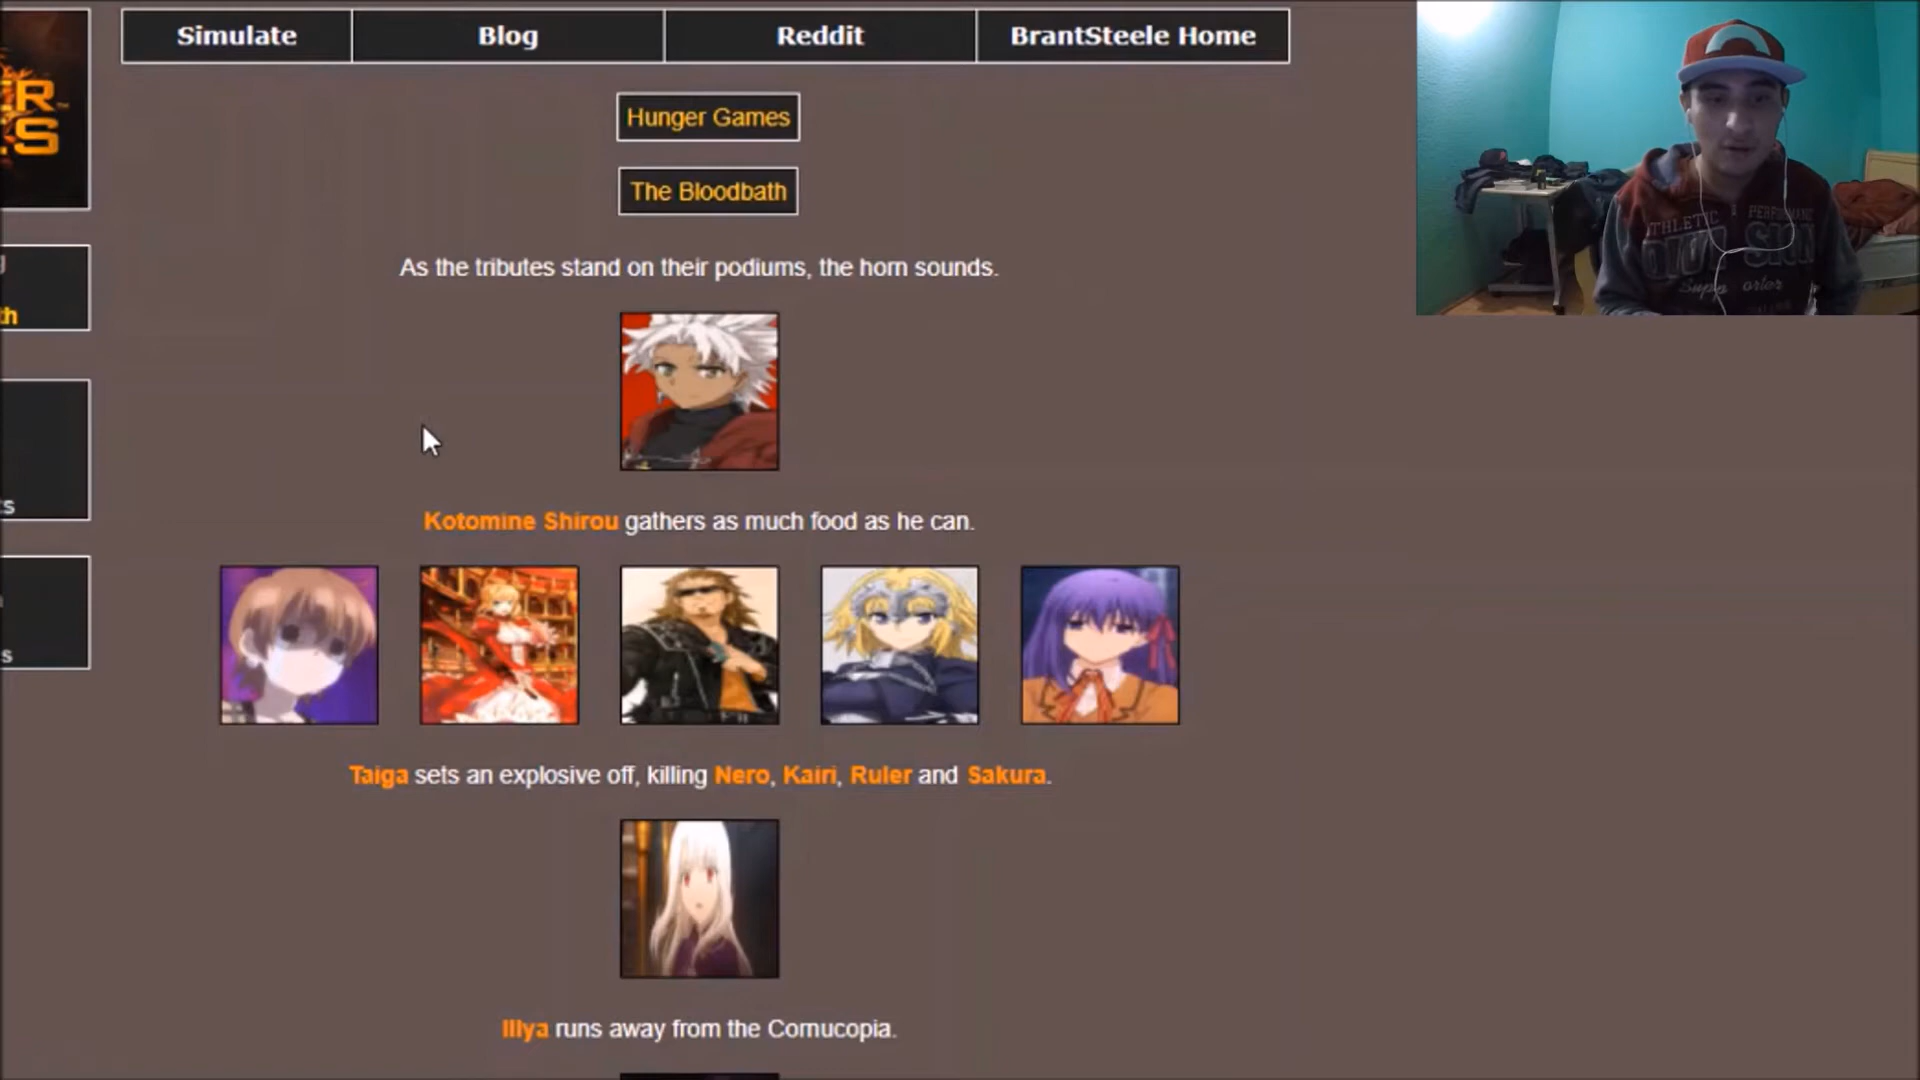 Simulate Blog Reddit BrantSteele Home
Hunger Games
The Bloodbath
As the tributes stand on their podiums, the horn sounds.
Kotomine Shirou gathers as much food as he can.
Taiga sets an explosive off, killing Nero, Kairi, Ruler and Sakura.
Illya runs away from the Cornucopia.
ATHLETIC PERFORMANC